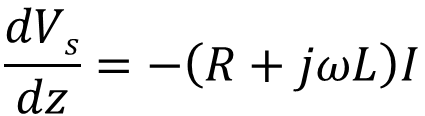 dV_s/dz = −(R + jωL)I